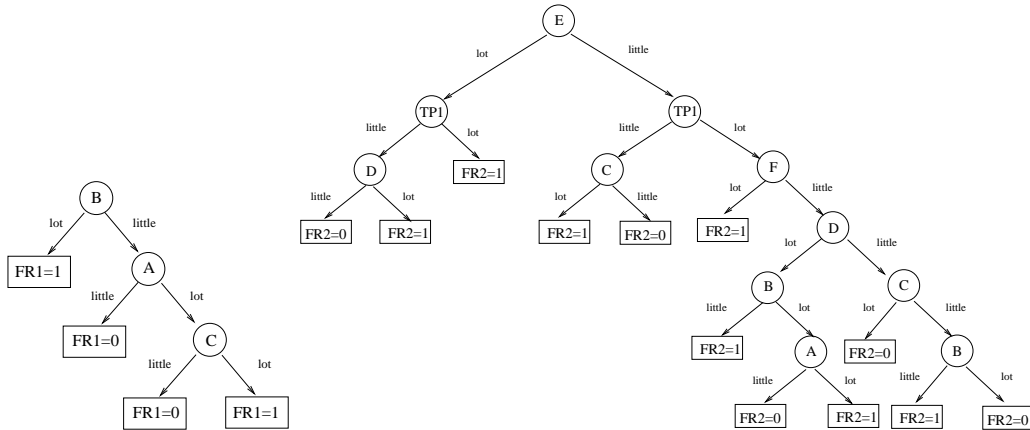 B
lot
little
FR1=1
A
little
lot
FR1=0
C
little
lot
FR1=0
FR1=1
E
lot
little
TP1
TP1
little
lot
little
lot
D
FR2=1
C
F
little
lot
lot
little
lot
little
FR2=0
FR2=1
FR2=1
FR2=0
FR2=1
D
lot
little
B
C
little
lot
lot
little
FR2=1
A
FR2=0
B
little
lot
little
lot
FR2=0
FR2=1
FR2=1
FR2=0